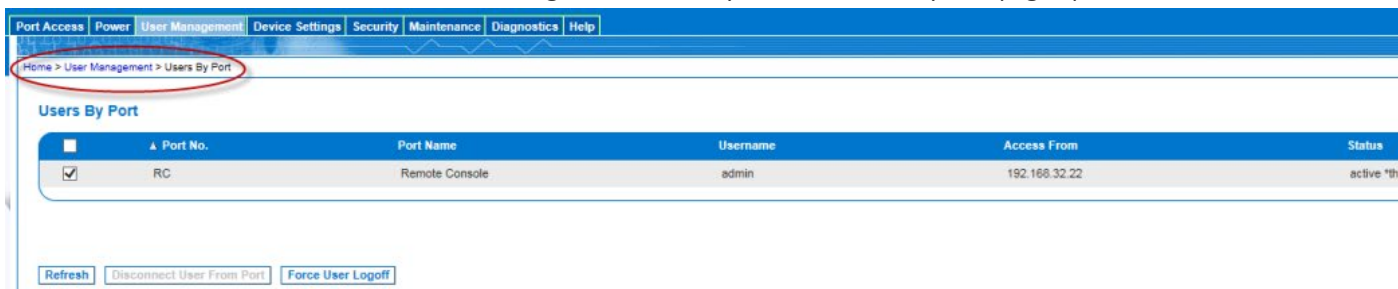 Port Access Power User Management Device Settings Security Maintenance Diagnostics Help
Home > User Management > Users By Port
Users By Port
▲ Port No. Port Name Username Access From Status
RC Remote Console admin 192.168.32.22 active *th
Refresh Disconnect User From Port Force User Logoff